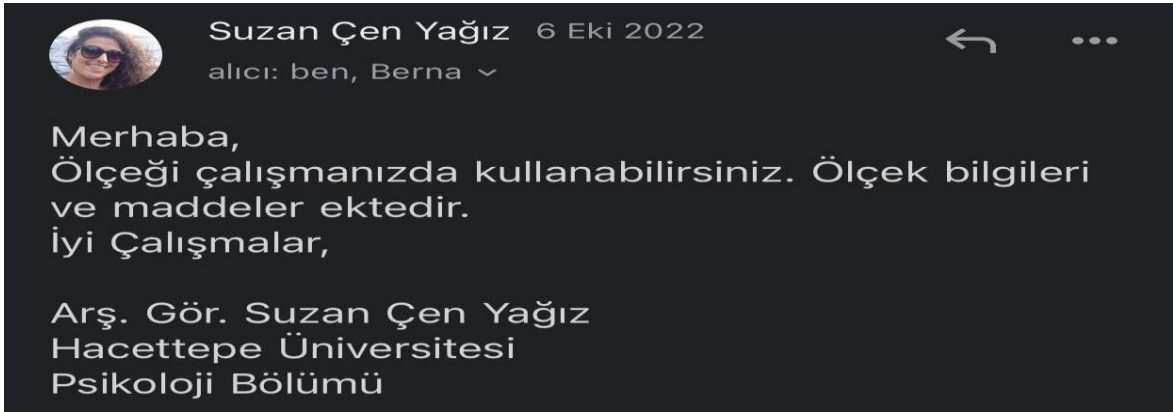 Suzan Çen Yağız 6 Eki 2022
alıcı: ben, Berna
Merhaba,
Ölçeği çalışmanızda kullanabilirsiniz. Ölçek bilgileri
ve maddeler ektedir.
İyi Çalışmalar,
Arş. Gör. Suzan Çen Yağız
Hacettepe Üniversitesi
Psikoloji Bölümü